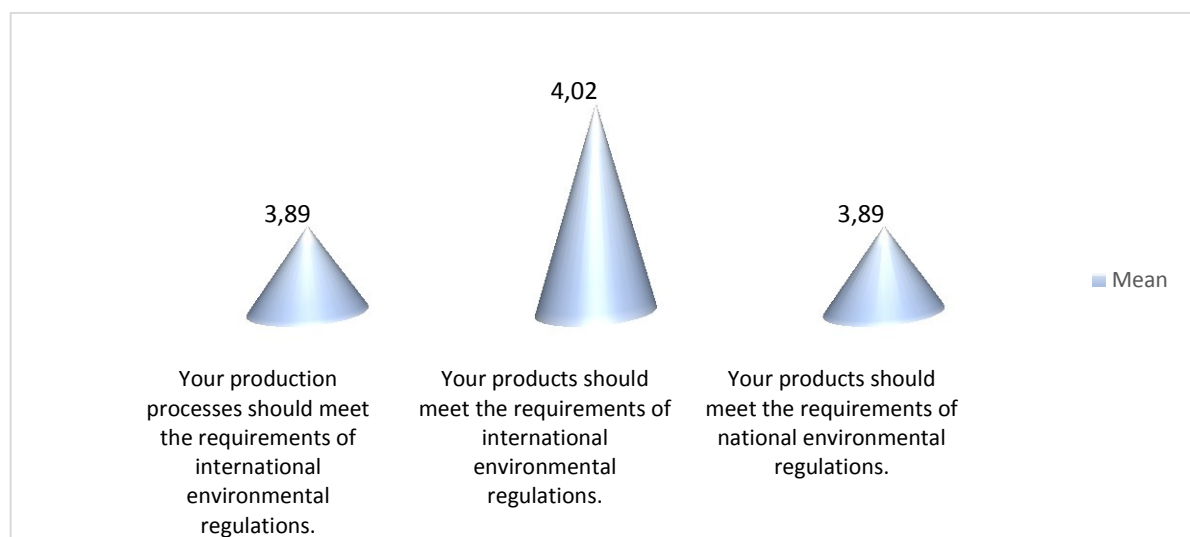 4,02
3,89
3,89
Mean
Your production
processes should meet
the requirements of
international
environmental
regulations.
Your products should
meet the requirements of
international
environmental
regulations.
Your products should
meet the requirements of
national environmental
regulations.